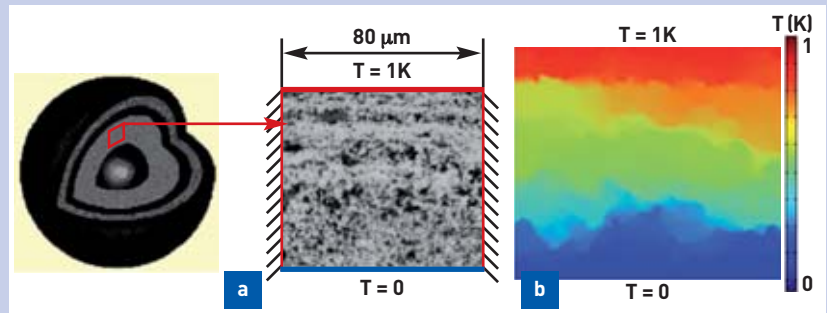 80 µm
T = 1K
T = 0
a
T = 1K
T = 0
b
T (K)
1
0